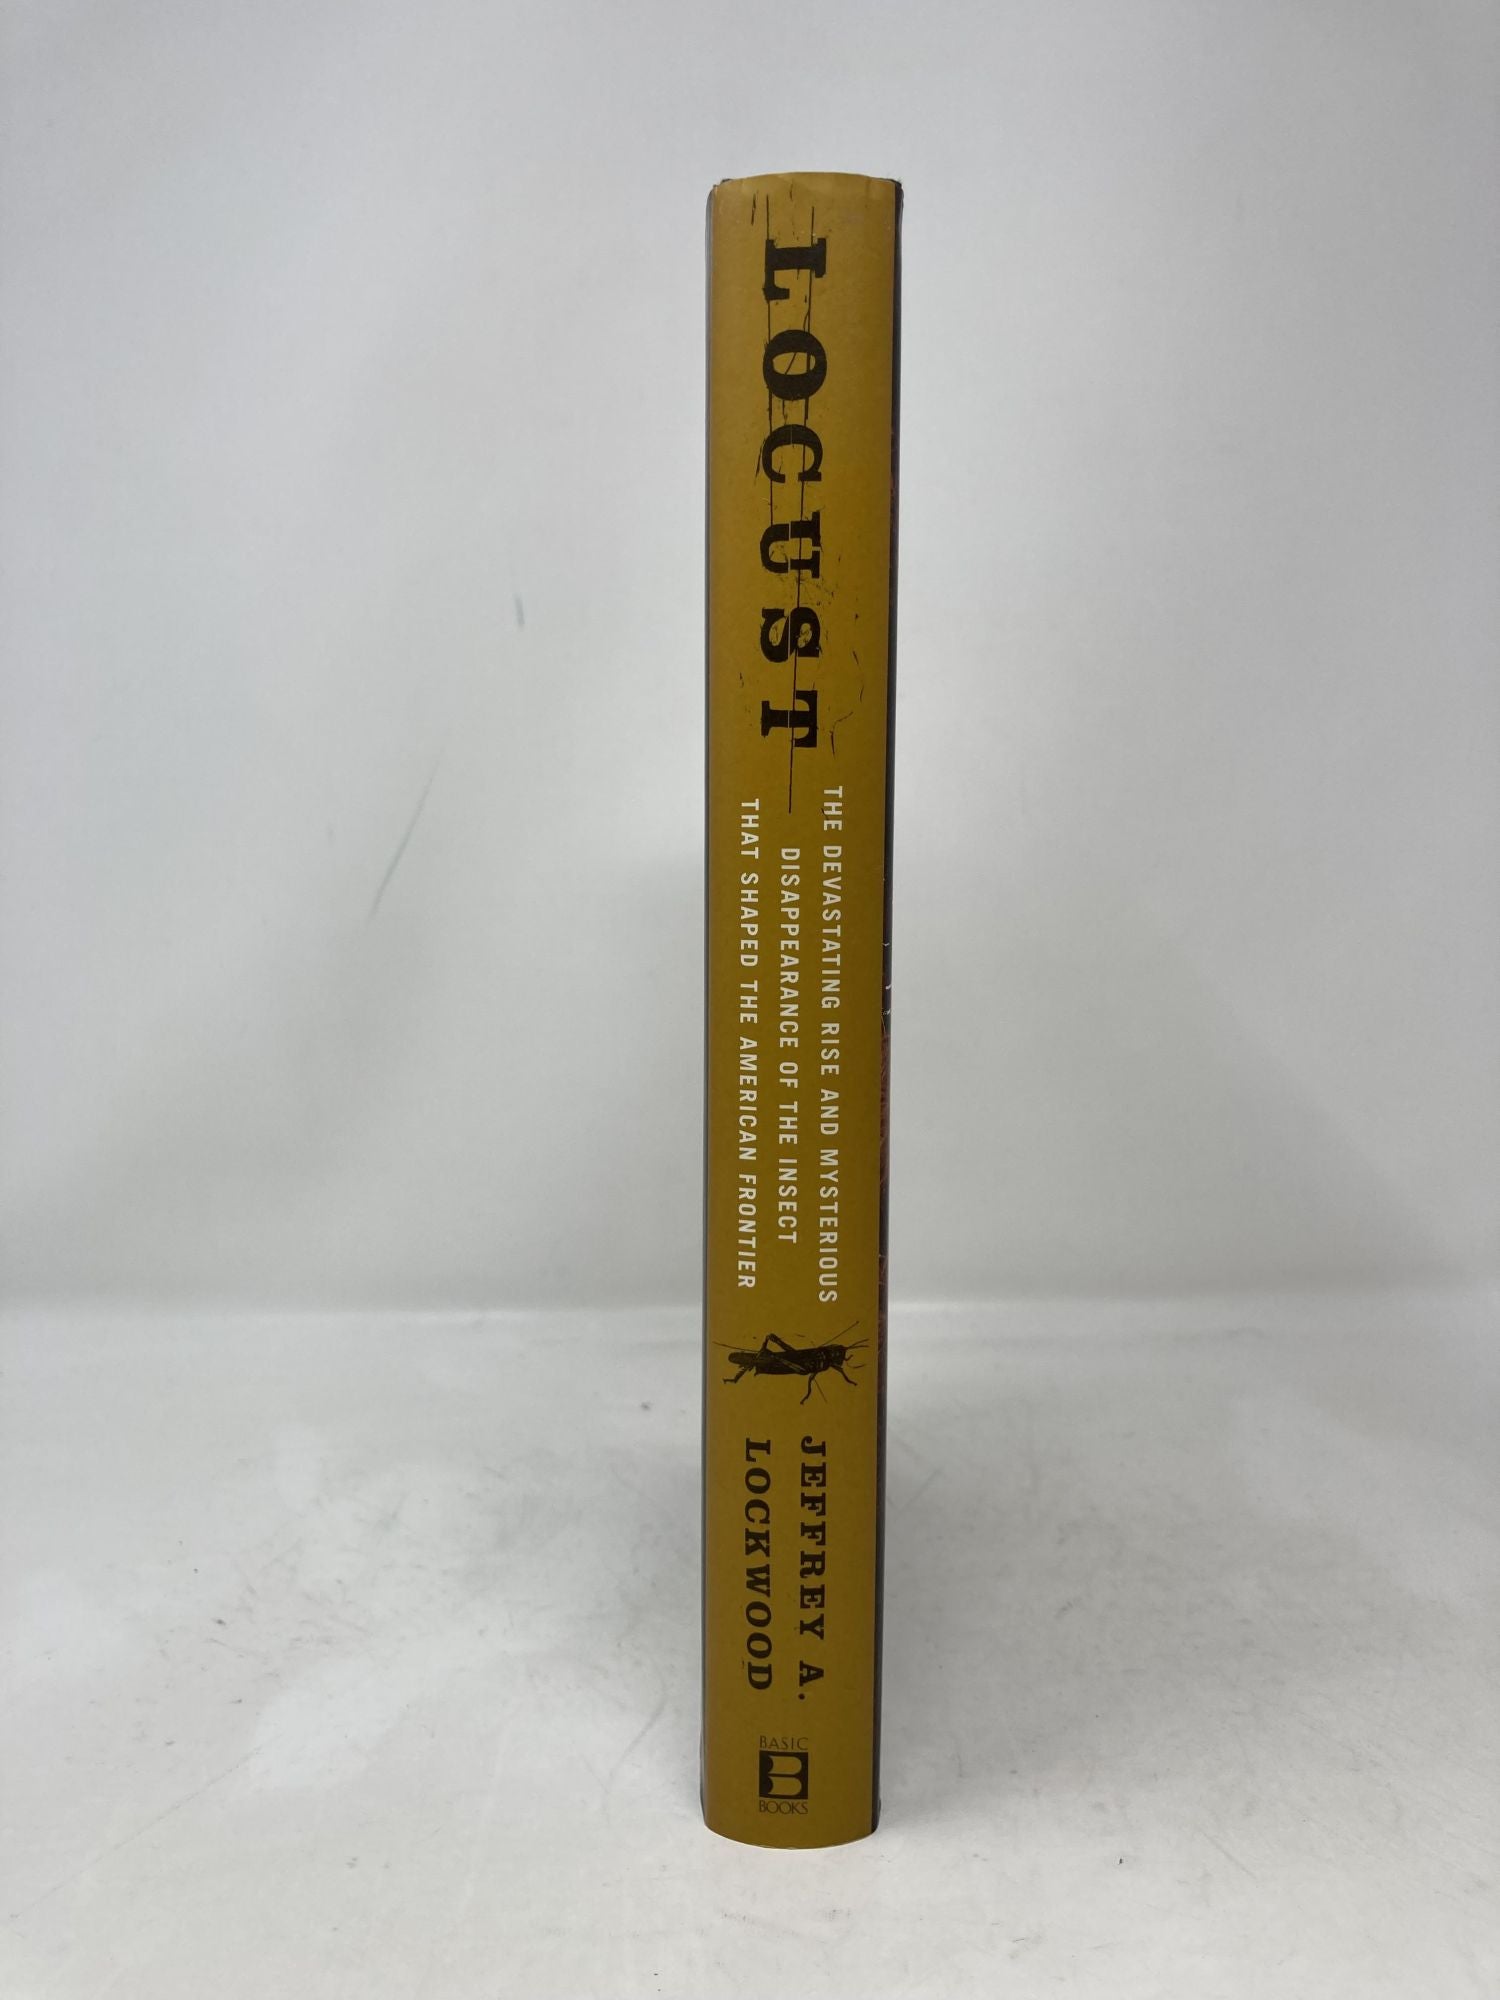 LOCUST
THE DEVASTATING RISE AND MYSTERIOUS
DISAPPEARANCE OF THE INSECT
THAT SHAPED THE AMERICAN FRONTIER
JEFFREY A.
LOCKWOOD
BASIC
B
BOOKS